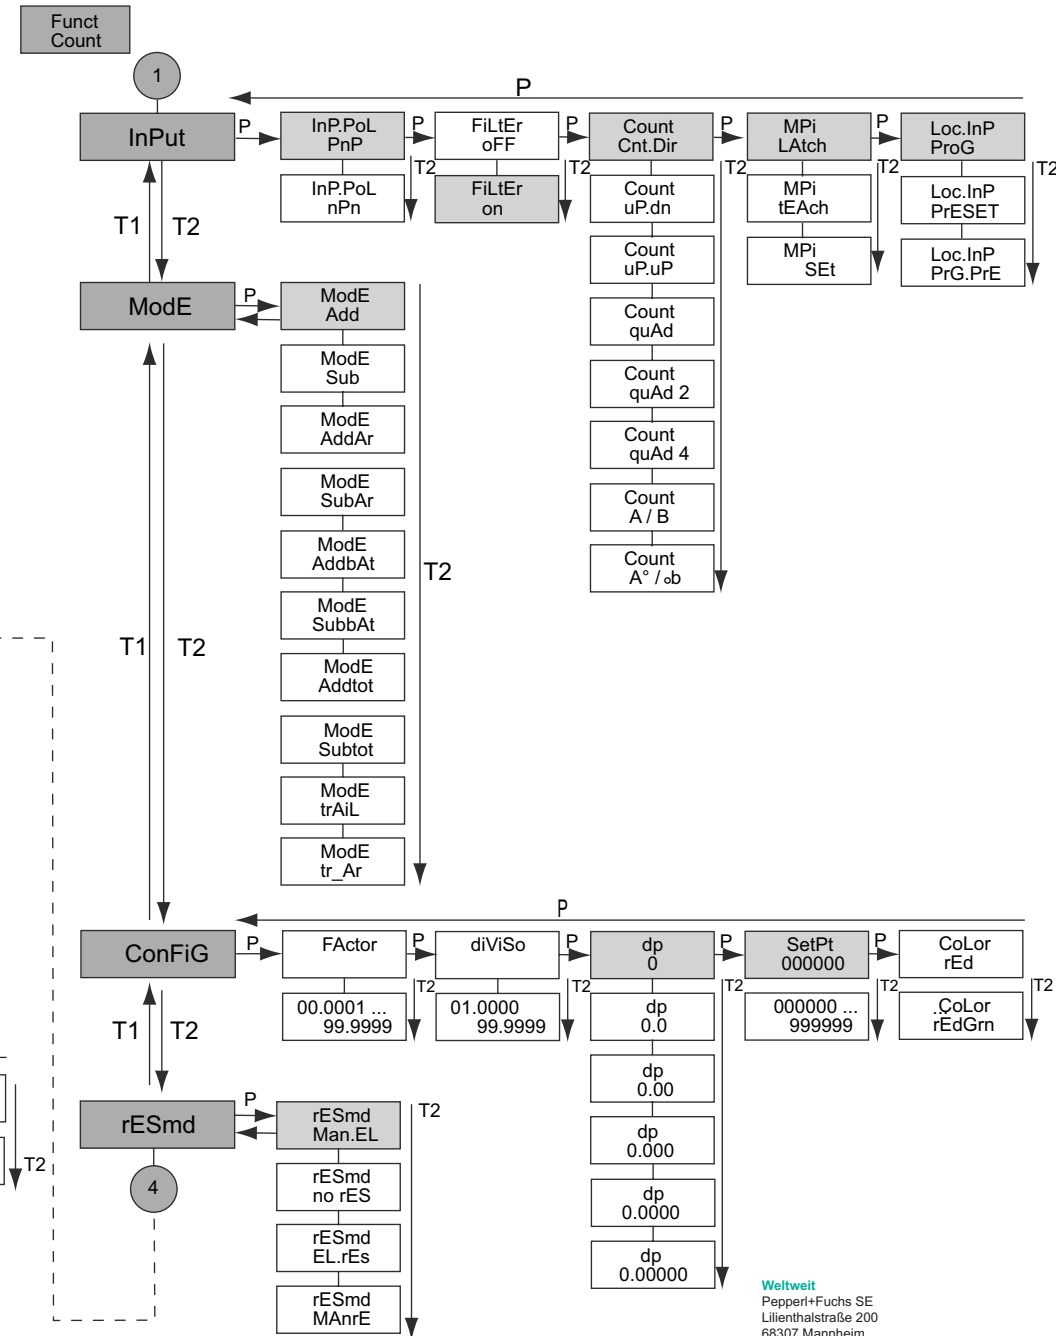 Funct
Count
1
P
InPut
P
InP.PoL
PnP
P
FiLtEr
oFF
P
Count
Cnt.Dir
P
MPi
LAtch
P
Loc.InP
ProG
T2
T2
T2
T2
T2
InP.PoL
nPn
FiLtEr
on
Count
uP.dn
MPi
tEAch
Loc.InP
PrESET
Count
uP.uP
MPi
SEt
Loc.InP
PrG.PrE
T1
T2
ModE
P
ModE
Add
Count
quAd
ModE
Sub
Count
quAd 2
ModE
AddAr
Count
quAd 4
ModE
SubAr
Count
A / B
ModE
AddbAt
Count
A° / ob
T2
ModE
SubbAt
T1
T2
ModE
Addtot
ModE
Subtot
ModE
trAiL
ModE
tr_Ar
P
ConFiG
P
FActor
P
diViSo
P
dp
0
P
SetPt
000000
P
CoLor
rEd
T2
T2
T2
T2
T2
00.0001 ...
99.9999
01.0000
99.9999
dp
0.0
000000 ...
999999
...CoLor
rEdGrn
T1
T2
dp
0.00
rESmd
P
rESmd
Man.EL
T2
dp
0.000
T2
4
rESmd
no rES
dp
0.0000
rESmd
EL.rEs
dp
0.00000
rESmd
MAnrE
Weltweit
Pepperl+Fuchs SE
Lilienthalstraße 200
68307 Mannheim